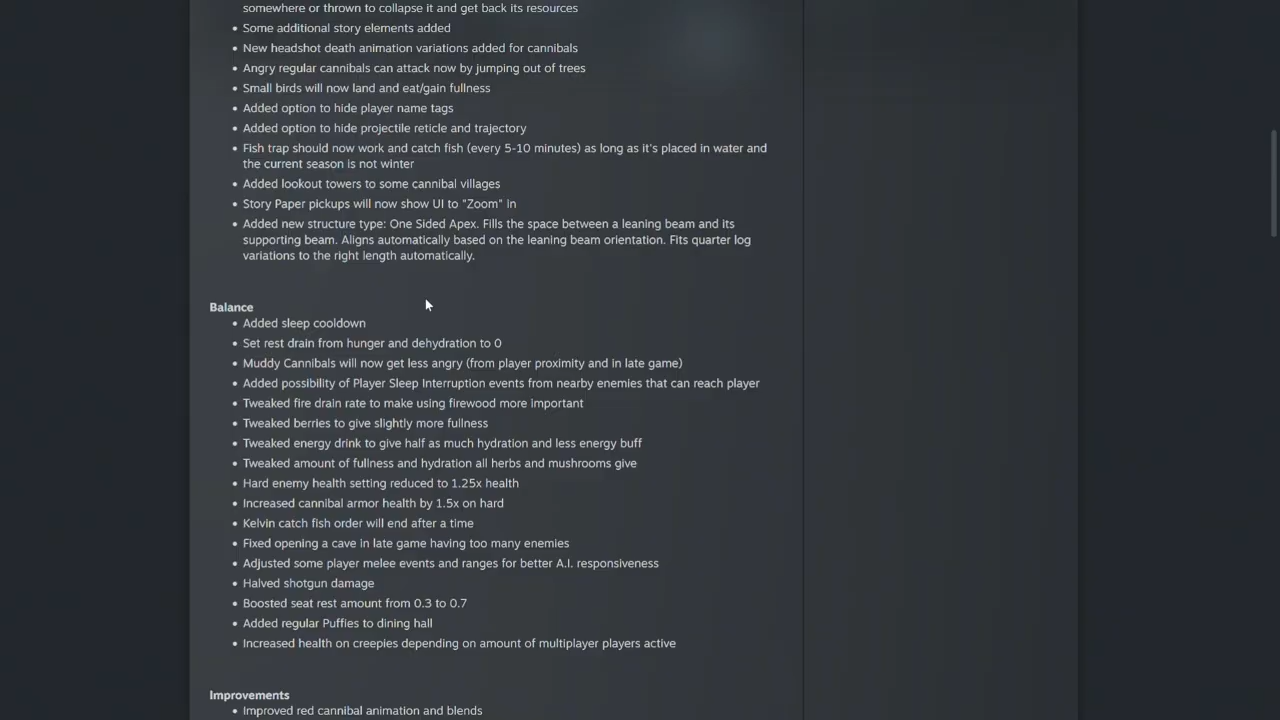 somewhere or thrown to collapse it and get back its resources
• Some additional story elements added
• New headshot death animation variations added for cannibals
• Angry regular cannibals can attack now by jumping out of trees
• Small birds will now land and eat/gain fullness
• Added option to hide player name tags
• Added option to hide projectile reticle and trajectory
• Fish trap should now work and catch fish (every 5-10 minutes) as long as it's placed in water and
the current season is not winter
• Added lookout towers to some cannibal villages
• Story Paper pickups will now show UI to "Zoom" in
• Added new structure type: One Sided Apex. Fills the space between a leaning beam and its
supporting beam. Aligns automatically based on the leaning beam orientation. Fits quarter log
variations to the right length automatically.
Balance
• Added sleep cooldown
• Set rest drain from hunger and dehydration to 0
• Muddy Cannibals will now get less angry (from player proximity and in late game)
• Added possibility of Player Sleep Interruption events from nearby enemies that can reach player
• Tweaked fire drain rate to make using firewood more important
• Tweaked berries to give slightly more fullness
• Tweaked energy drink to give half as much hydration and less energy buff
• Tweaked amount of fullness and hydration all herbs and mushrooms give
• Hard enemy health setting reduced to 1.25x health
• Increased cannibal armor health by 1.5x on hard
• Kelvin catch fish order will end after a time
• Fixed opening a cave in late game having too many enemies
• Adjusted some player melee events and ranges for better A.I. responsiveness
• Halved shotgun damage
• Boosted seat rest amount from 0.3 to 0.7
• Added regular Puffies to dining hall
• Increased health on creepies depending on amount of multiplayer players active
Improvements
• Improved red cannibal animation and blends